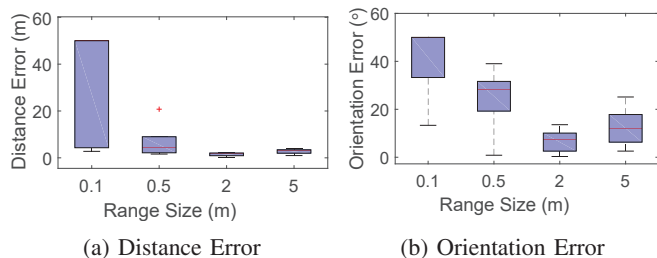 60
40
20
0
Distance Error (m)
0.1 0.5 2 5
Range Size (m)
(a) Distance Error
60
40
20
0
Orientation Error (°)
0.1 0.5 2 5
Range Size (m)
(b) Orientation Error